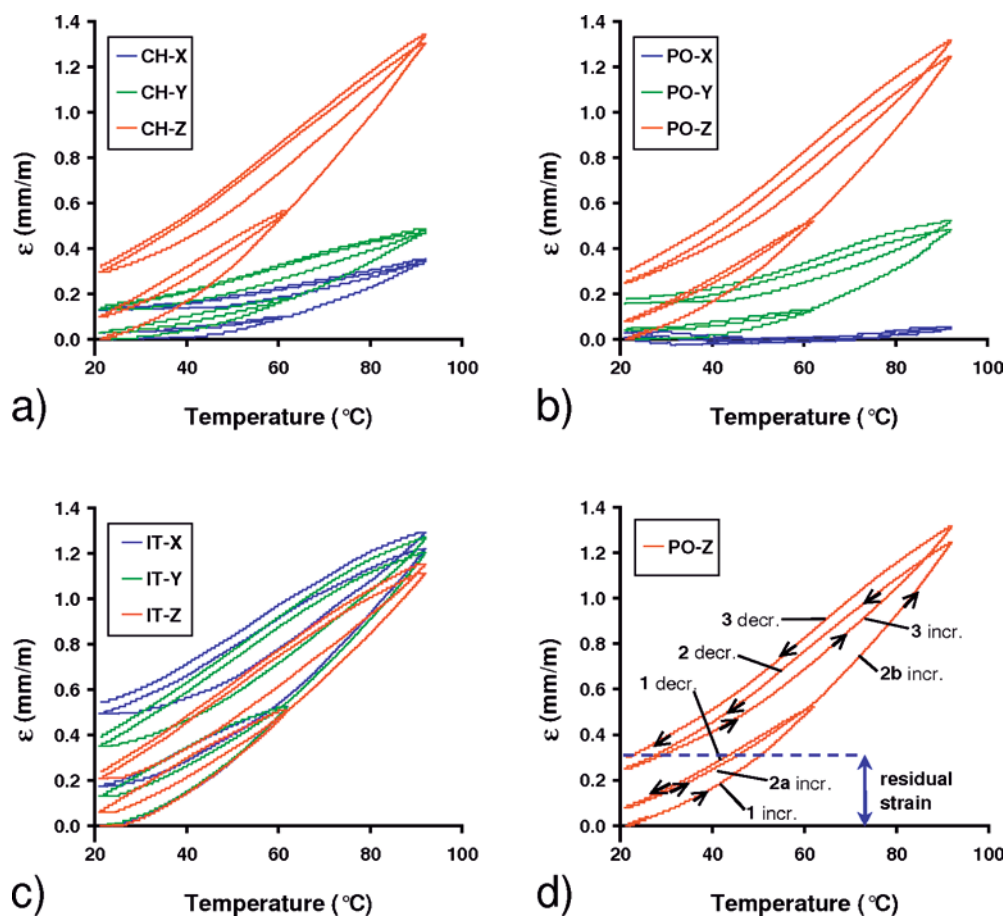 1.4
1.2
1.0
0.8
0.6
0.4
0.2
0.0
ε (mm/m)
CH-X
CH-Y
CH-Z
20 40 60 80 100
Temperature (°C)
a)
1.4
1.2
1.0
0.8
0.6
0.4
0.2
0.0
ε (mm/m)
PO-X
PO-Y
PO-Z
20 40 60 80 100
Temperature (°C)
b)
1.4
1.2
1.0
0.8
0.6
0.4
0.2
0.0
ε (mm/m)
IT-X
IT-Y
IT-Z
20 40 60 80 100
Temperature (°C)
c)
1.4
1.2
1.0
0.8
0.6
0.4
0.2
0.0
ε (mm/m)
PO-Z
3 decr.
2 decr.
1 decr.
3 incr.
2b incr.
2a incr.
1 incr.
residual
strain
20 40 60 80 100
Temperature (°C)
d)